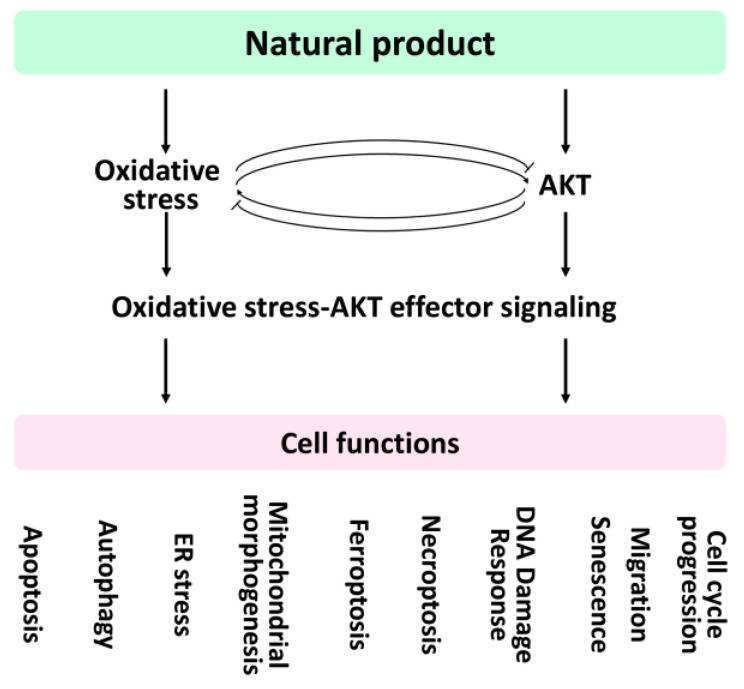 Natural product
Oxidative
stress
AKT
Oxidative stress-AKT effector signaling
Cell functions
Apoptosis
Autophagy
ER stress
Mitochondrial
morphogenesis
Ferroptosis
Necroptosis
DNA Damage
Response
Senescence
Migration
Cell cycle
progression